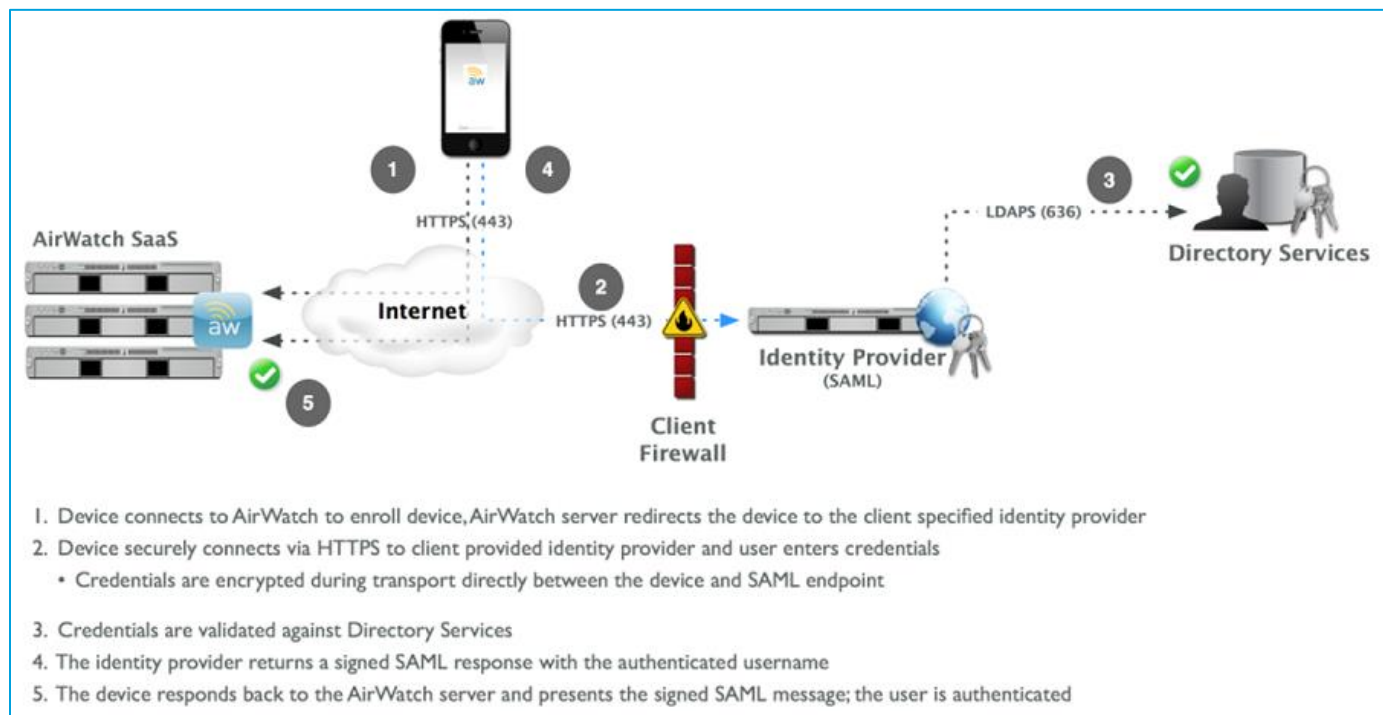 aw
1
4
3
HTTPS (443)
LDAPS (636)
AirWatch SaaS
Directory Services
2
Internet
HTTPS (443)
aw
Identity Provider
(SAML)
5
Client
Firewall
1. Device connects to AirWatch to enroll device, AirWatch server redirects the device to the client specified identity provider
2. Device securely connects via HTTPS to client provided identity provider and user enters credentials
• Credentials are encrypted during transport directly between the device and SAML endpoint
3. Credentials are validated against Directory Services
4. The identity provider returns a signed SAML response with the authenticated username
5. The device responds back to the AirWatch server and presents the signed SAML message; the user is authenticated